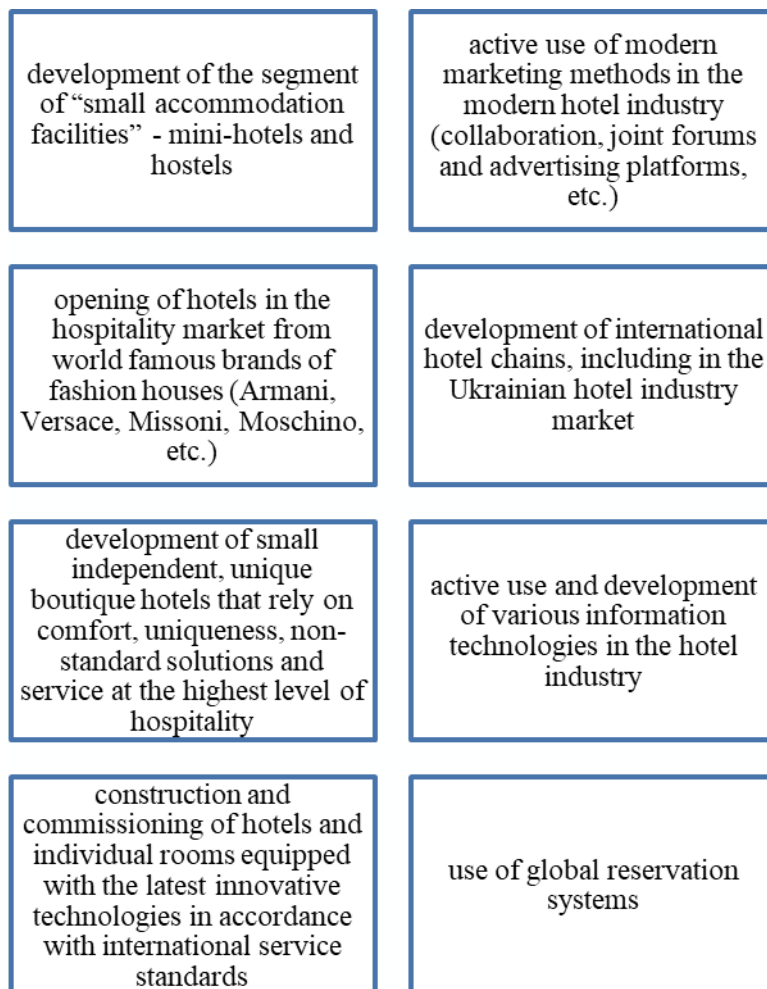 development of the segment
of “small accommodation
facilities” - mini-hotels and
hostels
active use of modern
marketing methods in the
modern hotel industry
(collaboration, joint forums
and advertising platforms,
etc.)
opening of hotels in the
hospitality market from
world famous brands of
fashion houses (Armani,
Versace, Missoni, Moschino,
etc.)
development of international
hotel chains, including in the
Ukrainian hotel industry
market
development of small
independent, unique
boutique hotels that rely on
comfort, uniqueness, non-
standard solutions and
service at the highest level of
hospitality
active use and development
of various information
technologies in the hotel
industry
construction and
commissioning of hotels and
individual rooms equipped
with the latest innovative
technologies in accordance
with international service
standards
use of global reservation
systems